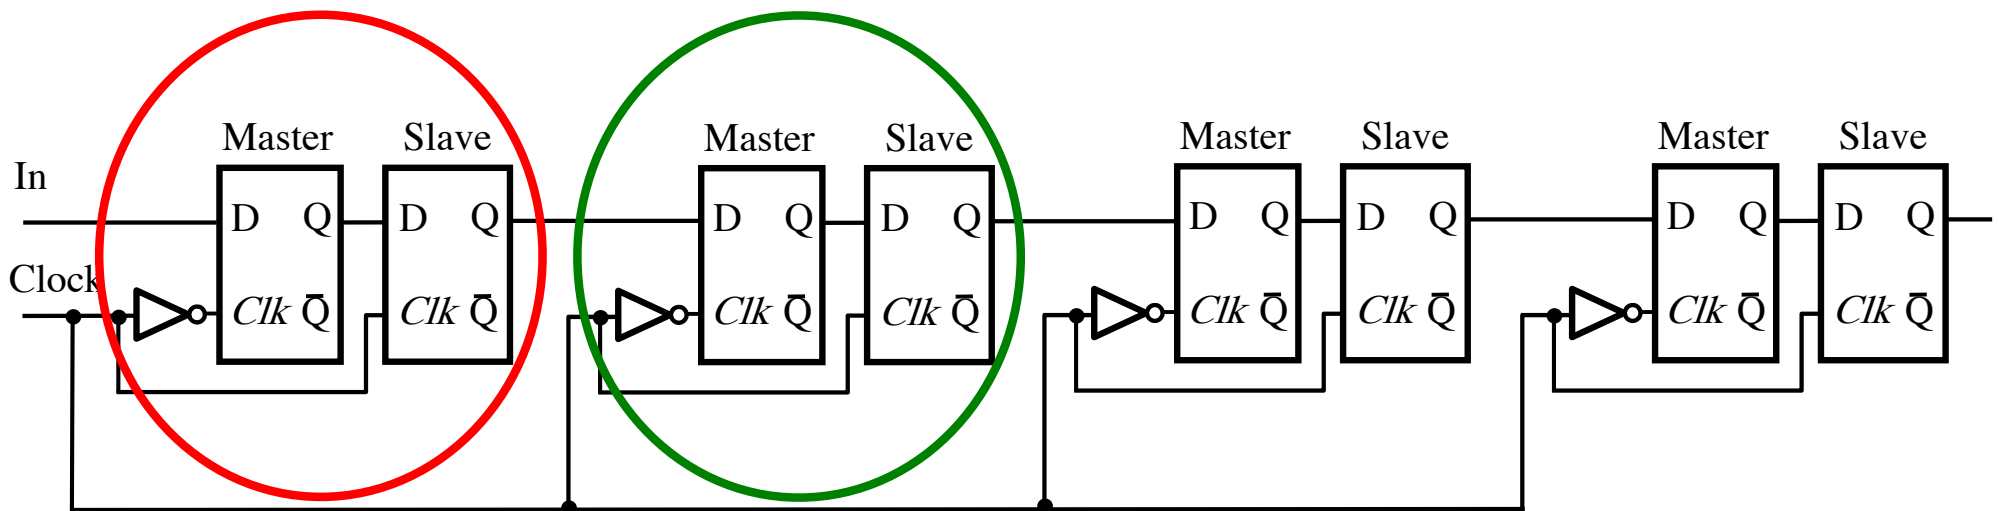 Master Slave Master Slave Master Slave Master Slave
In
D Q D Q D Q D Q D Q D Q D Q D Q
Clock
Clk Q̄ Clk Q̄ Clk Q̄ Clk Q̄ Clk Q̄ Clk Q̄ Clk Q̄ Clk Q̄